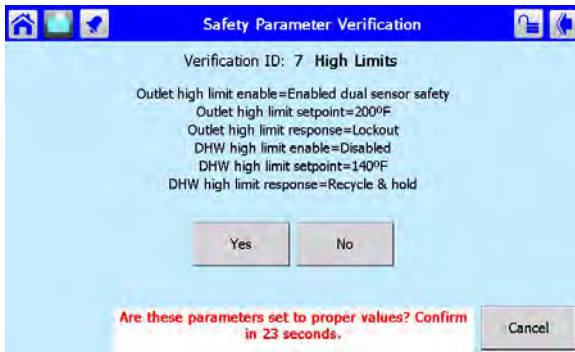 Safety Parameter Verification
Verification ID: 7 High Limits
Outlet high limit enable=Enabled dual sensor safety
Outlet high limit setpoint=200ºF
Outlet high limit response=Lockout
DHW high limit enable=Disabled
DHW high limit setpoint=140ºF
DHW high limit response=Recycle & hold
Yes
No
Are these parameters set to proper values? Confirm
in 23 seconds.
Cancel